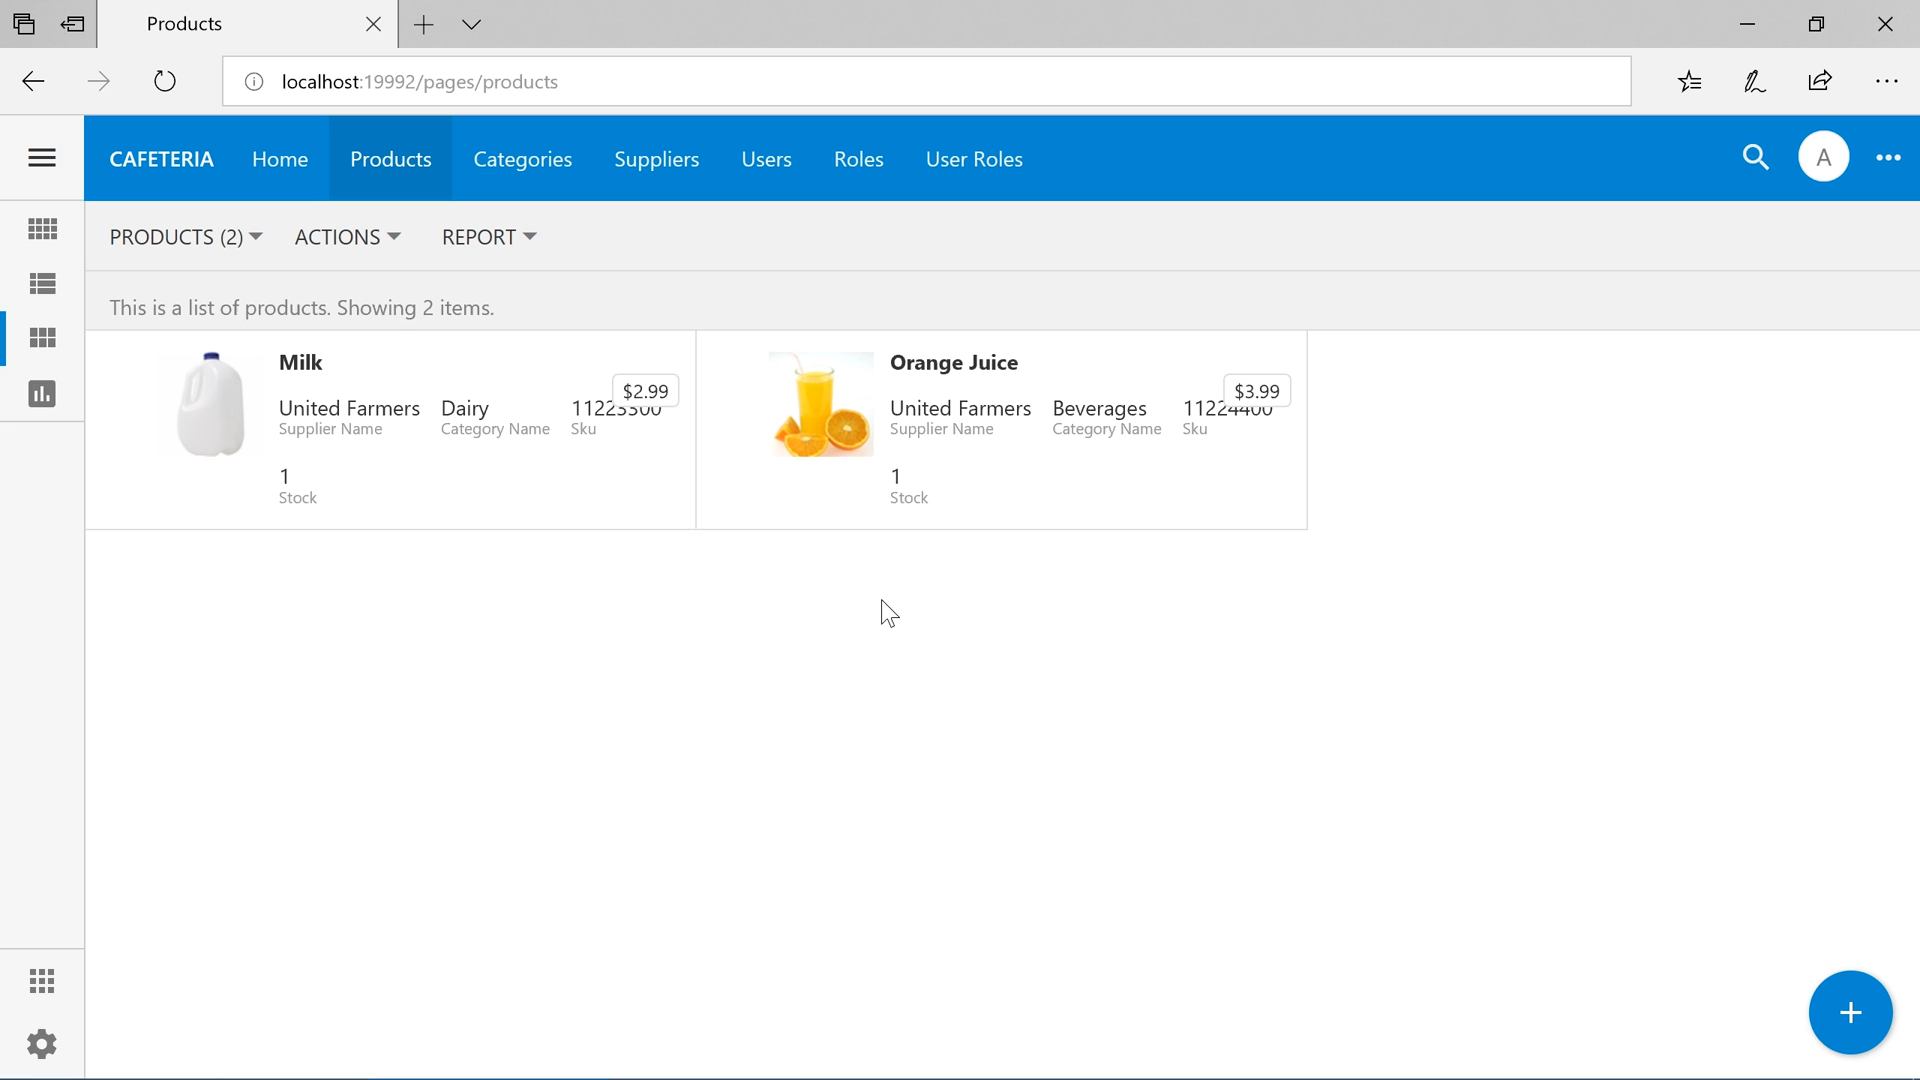 Products
localhost:19992/pages/products
CAFETERIA Home Products Categories Suppliers Users Roles User Roles A
PRODUCTS (2) ACTIONS REPORT
This is a list of products. Showing 2 items.
Milk
$2.99
United Farmers Dairy 11223300
Supplier Name Category Name Sku
1
Stock
Orange Juice
$3.99
United Farmers Beverages 11224400
Supplier Name Category Name Sku
1
Stock